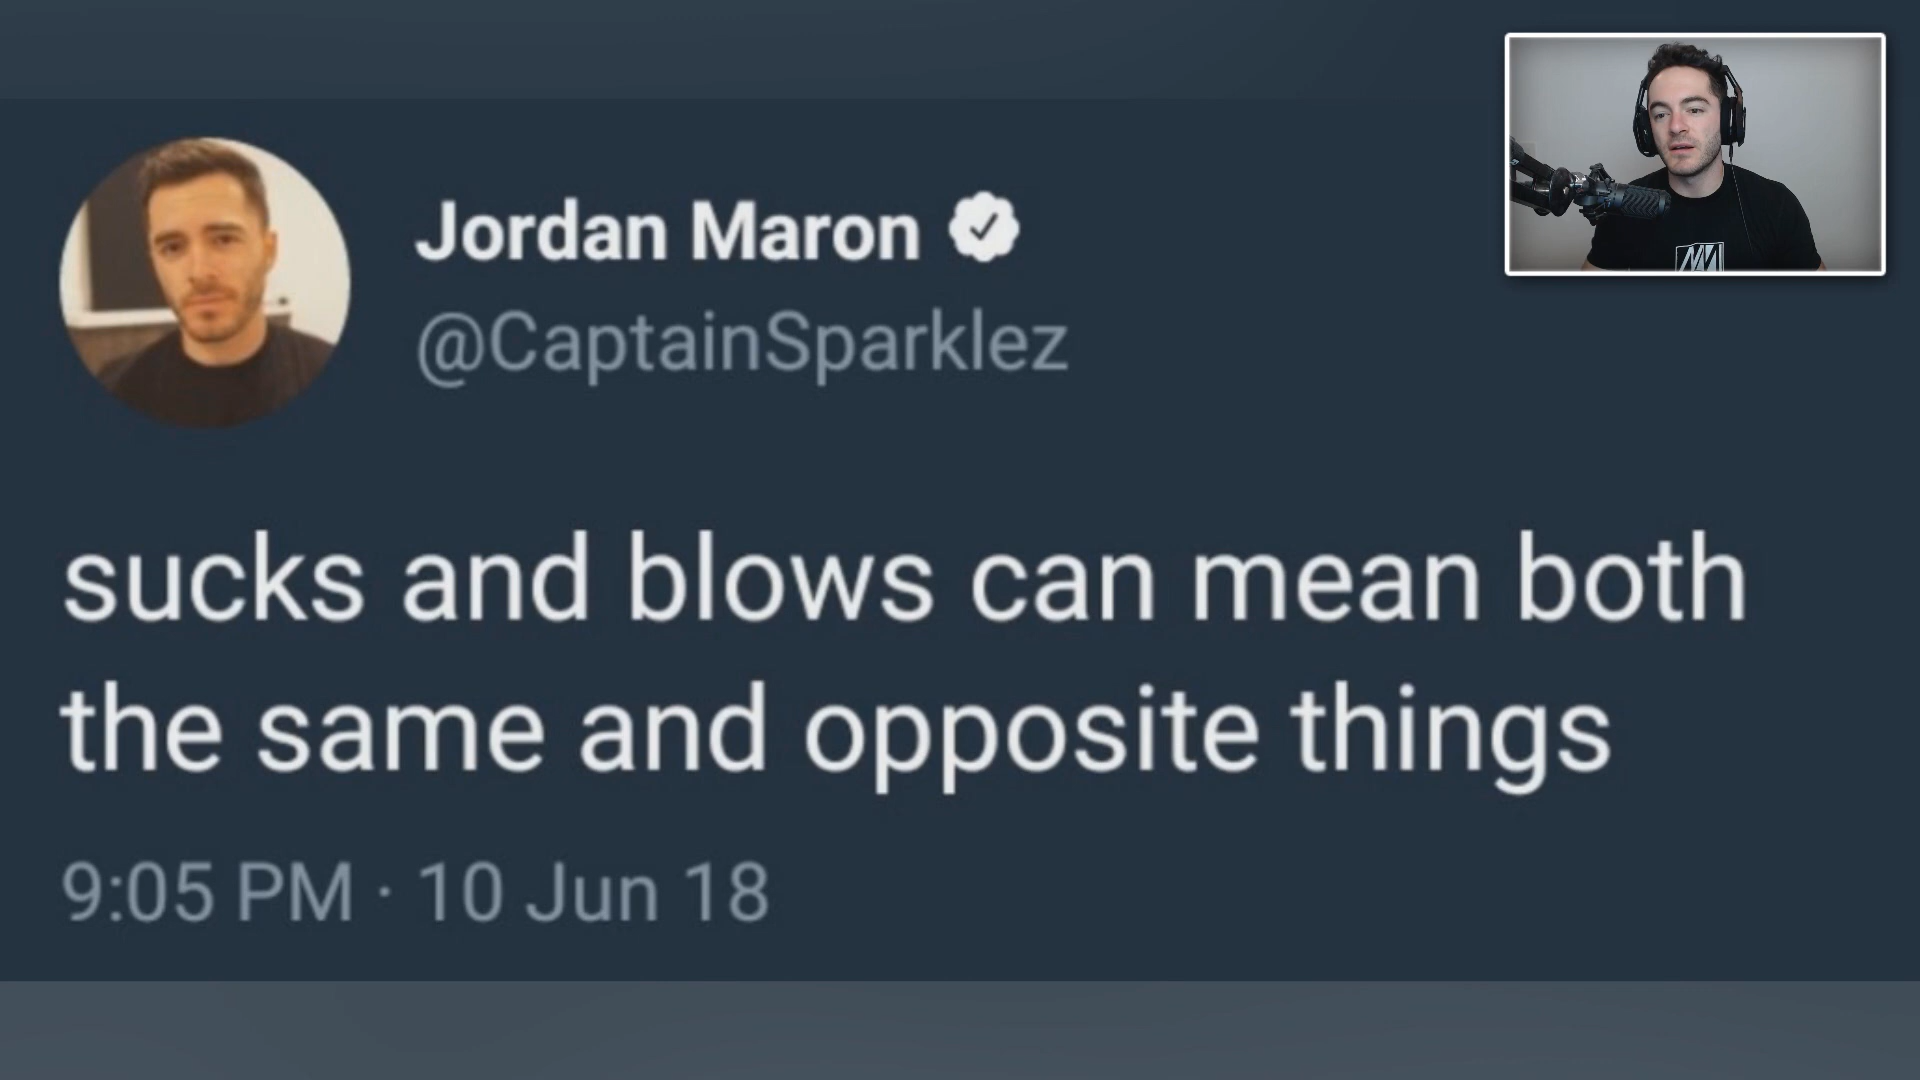 Jordan Maron
@CaptainSparklez
sucks and blows can mean both
the same and opposite things
9:05 PM · 10 Jun 18